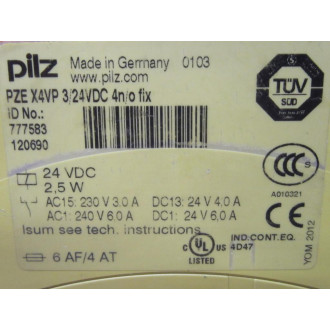 pilz Made in Germany 0103
www.pilz.com
PZE X4VP 3/24VDC 4n/o fix
ID No.:
777583
120690
TÜV
SÜD
24 VDC
2,5 W
AC15: 230 V 3.0 A DC13: 24 V 4.0 A
AC1: 240 V 6.0 A DC1: 24 V 6.0 A
Isum see tech. instructions
6 AF/4 AT
CCC
A010321
CE
C UL US
LISTED
IND.CONT.EQ.
4D47
YOM 2012